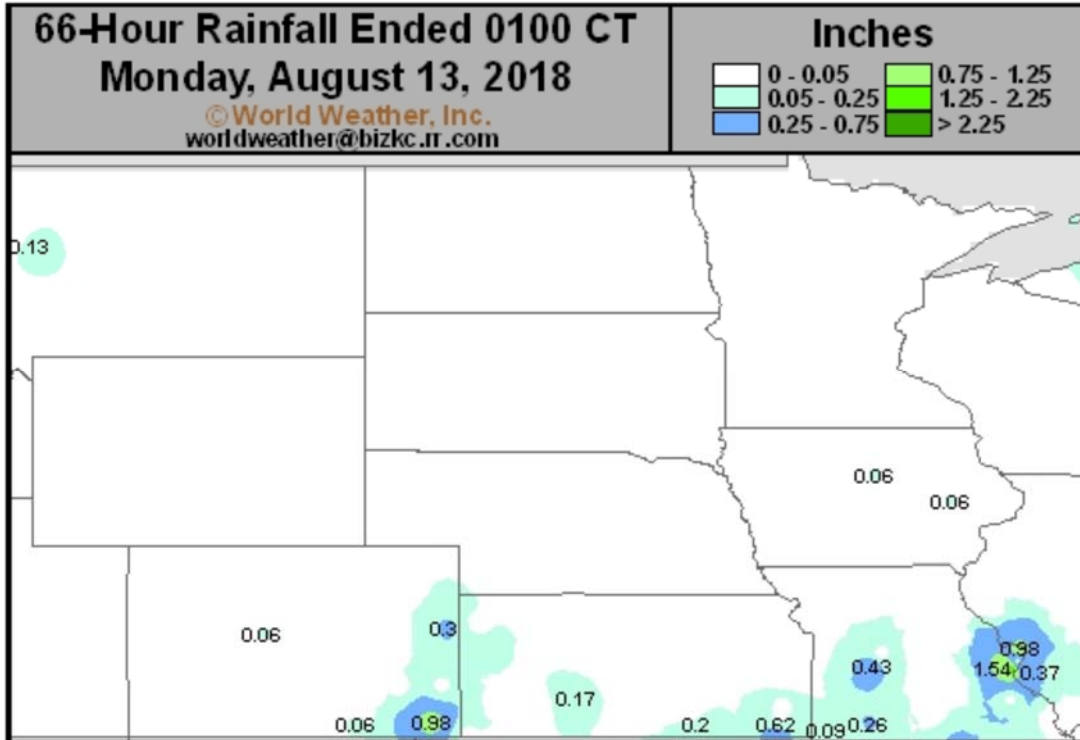 66-Hour Rainfall Ended 0100 CT
Monday, August 13, 2018
©World Weather, Inc.
worldweather@bizkc.rr.com
Inches
0 - 0.05
0.05 - 0.25
0.25 - 0.75
0.75 - 1.25
1.25 - 2.25
> 2.25
0.13
0.06
0.06
0.06
0.3
0.43
0.98
1.54
0.37
0.17
0.06
0.98
0.2
0.62
0.09
0.26